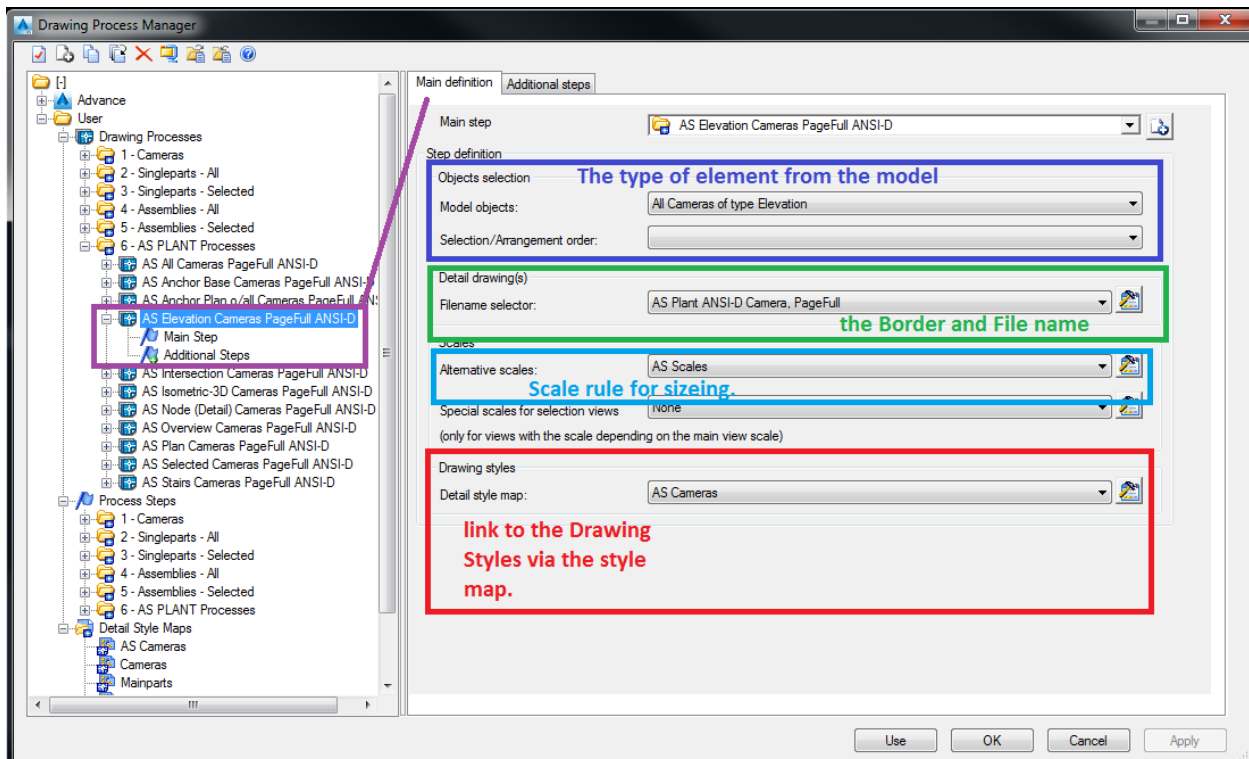 Drawing Process Manager
[-]
Advance
User
Drawing Processes
1 - Cameras
2 - Singleparts - All
3 - Singleparts - Selected
4 - Assemblies - All
5 - Assemblies - Selected
6 - AS PLANT Processes
AS All Cameras PageFull ANSI-D
AS Anchor Base Cameras PageFull ANSI-D
AS Anchor Plan o/all Cameras PageFull ANS
AS Elevation Cameras PageFull ANSI-D
Main Step
Additional Steps
AS Intersection Cameras PageFull ANSI-D
AS Isometric-3D Cameras PageFull ANSI-D
AS Node (Detail) Cameras PageFull ANSI-D
AS Overview Cameras PageFull ANSI-D
AS Plan Cameras PageFull ANSI-D
AS Selected Cameras PageFull ANSI-D
AS Stairs Cameras PageFull ANSI-D
Process Steps
1 - Cameras
2 - Singleparts - All
3 - Singleparts - Selected
4 - Assemblies - All
5 - Assemblies - Selected
6 - AS PLANT Processes
Detail Style Maps
AS Cameras
Cameras
Mainparts
Main definition Additional steps
Main step AS Elevation Cameras PageFull ANSI-D
Step definition
Objects selection The type of element from the model
Model objects: All Cameras of type Elevation
Selection/Arrangement order:
Detail drawing(s)
Filename selector: AS Plant ANSI-D Camera, PageFull
the Border and File name
Scales
Alternative scales: AS Scales
Scale rule for sizeing.
Special scales for selection views None
(only for views with the scale depending on the main view scale)
Drawing styles
Detail style map: AS Cameras
link to the Drawing
Styles via the style
map.
Use OK Cancel Apply